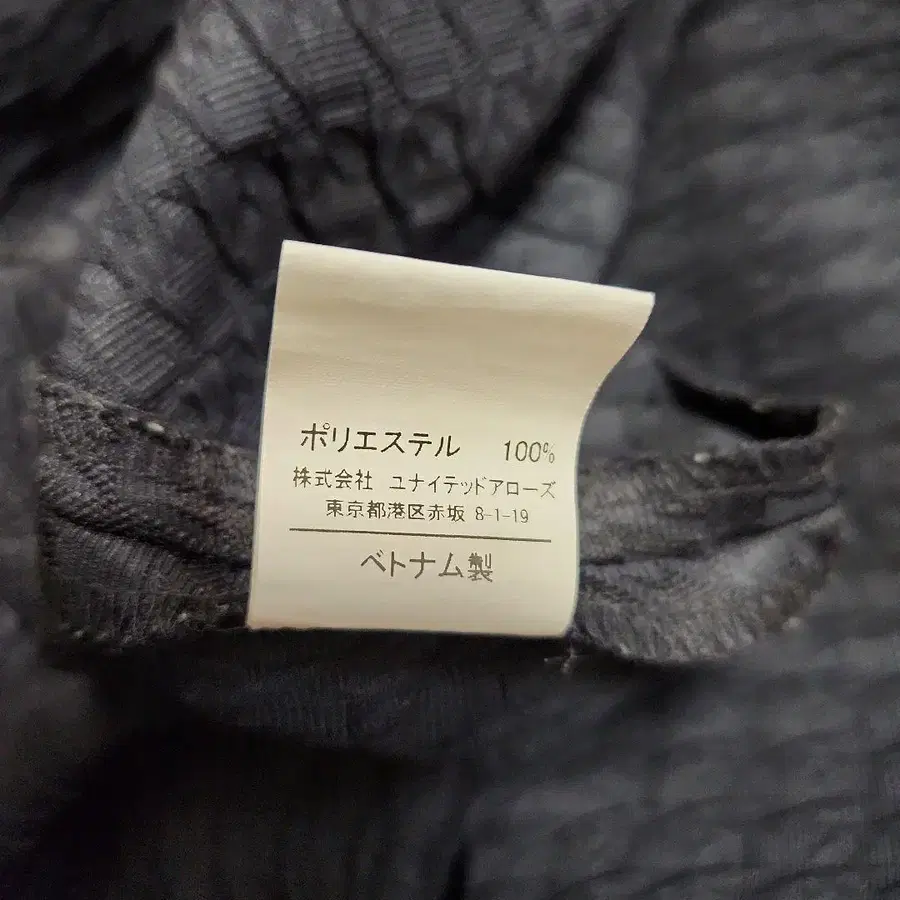 ポリエステル 100%
株式会社 ユナイテッドアローズ
東京都港区赤坂 8-1-19
ベトナム製